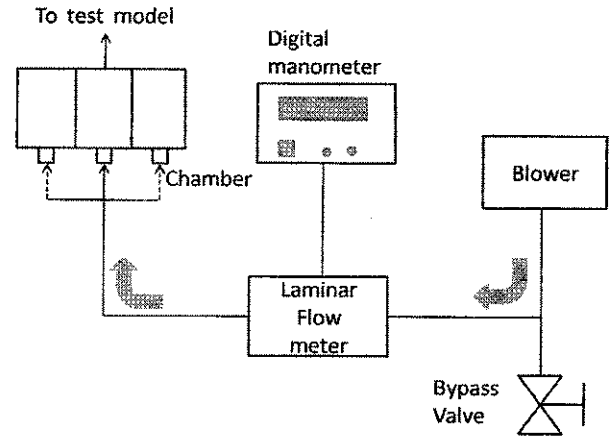 To test model
Digital
manometer
Chamber
Blower
Laminar
Flow
meter
Bypass
Valve